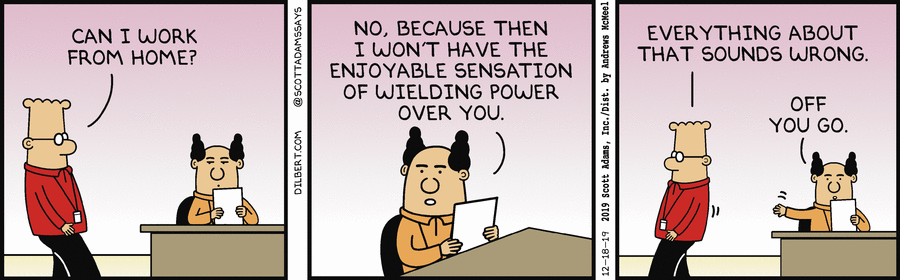 CAN I WORK
FROM HOME?
DILBERT.COM @SCOTTADAMSSAYS
NO, BECAUSE THEN
I WON'T HAVE THE
ENJOYABLE SENSATION
OF WIELDING POWER
OVER YOU.
12-18-19 2019 Scott Adams, Inc./Dist. by Andrews McMeel
EVERYTHING ABOUT
THAT SOUNDS WRONG.
OFF
YOU GO.